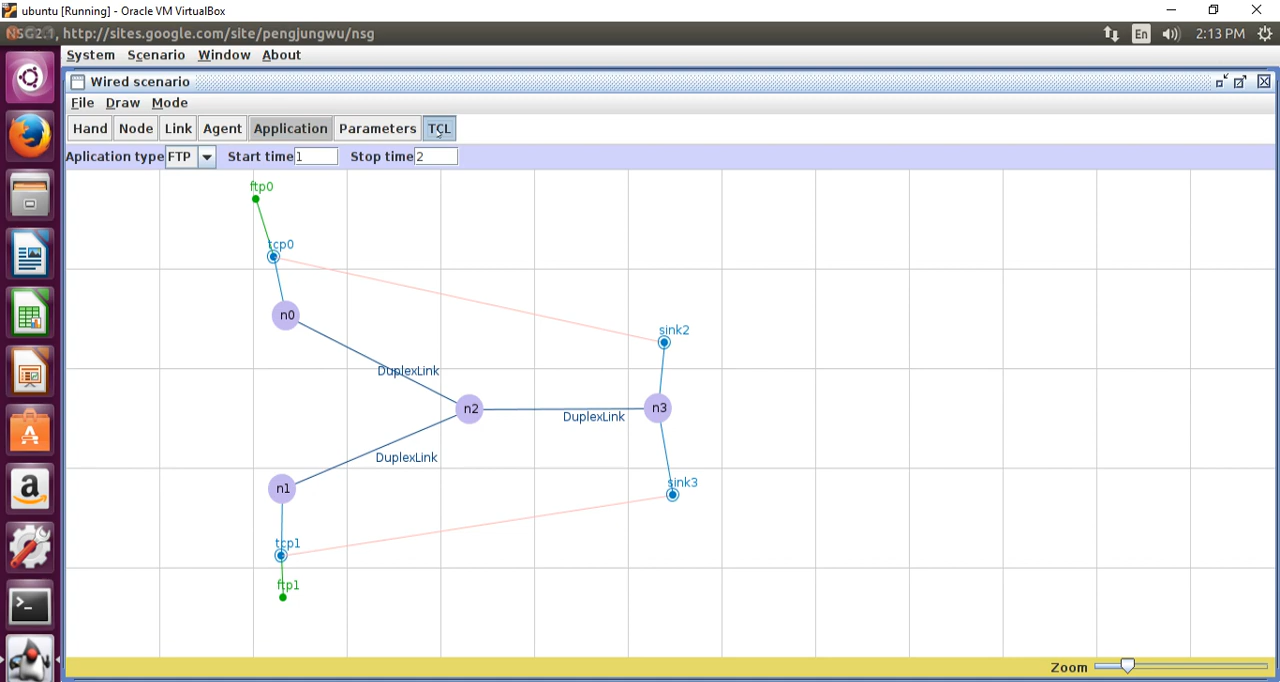 ubuntu [Running] - Oracle VM VirtualBox
NSG2.1, http://sites.google.com/site/pengjungwu/nsg
En
2:13 PM
System Scenario Window About
Wired scenario
File Draw Mode
Hand Node Link Agent Application Parameters TCL
Aplication type FTP Start time 1 Stop time 2
ftp0
tcp0
n0
sink2
DuplexLink
n2
n3
DuplexLink
DuplexLink
n1
sink3
tcp1
ftp1
Zoom